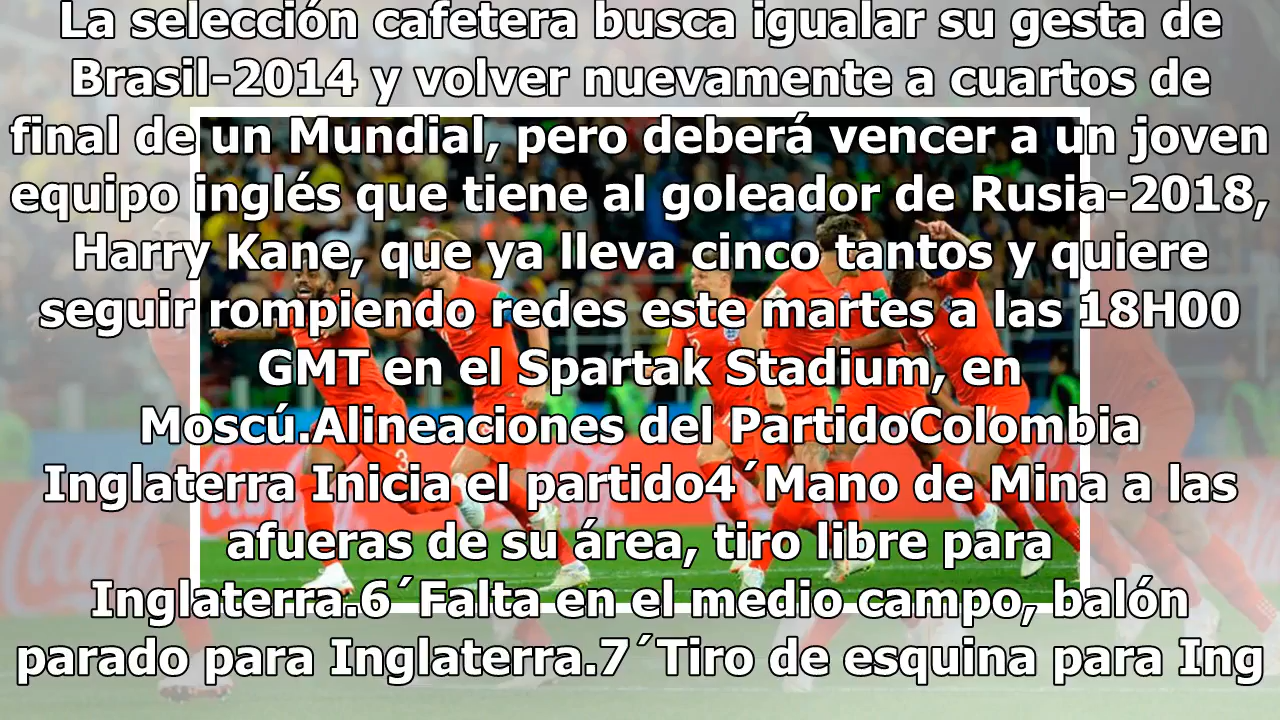 La selección cafetera busca igualar su gesta de
Brasil-2014 y volver nuevamente a cuartos de
final de un Mundial, pero deberá vencer a un joven
equipo inglés que tiene al goleador de Rusia-2018,
Harry Kane, que ya lleva cinco tantos y quiere
seguir rompiendo redes este martes a las 18H00
GMT en el Spartak Stadium, en
Moscú.Alineaciones del PartidoColombia
Inglaterra Inicia el partido4´Mano de Mina a las
afueras de su área, tiro libre para
Inglaterra.6´Falta en el medio campo, balón
parado para Inglaterra.7´Tiro de esquina para Ing
3